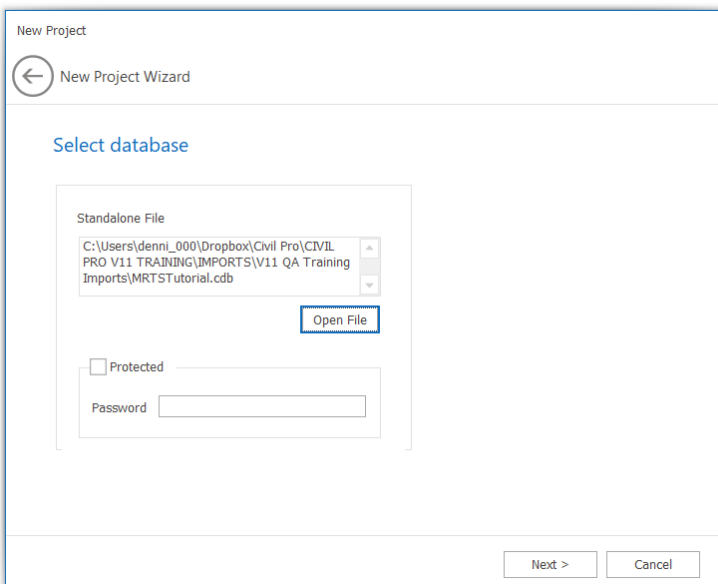 New Project
New Project Wizard
Select database
Standalone File
C:\Users\denni_000\Dropbox\Civil Pro\CIVIL
PRO V11 TRAINING\IMPORTS\V11 QA Training
Imports\MRTSTutorial.cdb
Open File
Protected
Password
Next >
Cancel